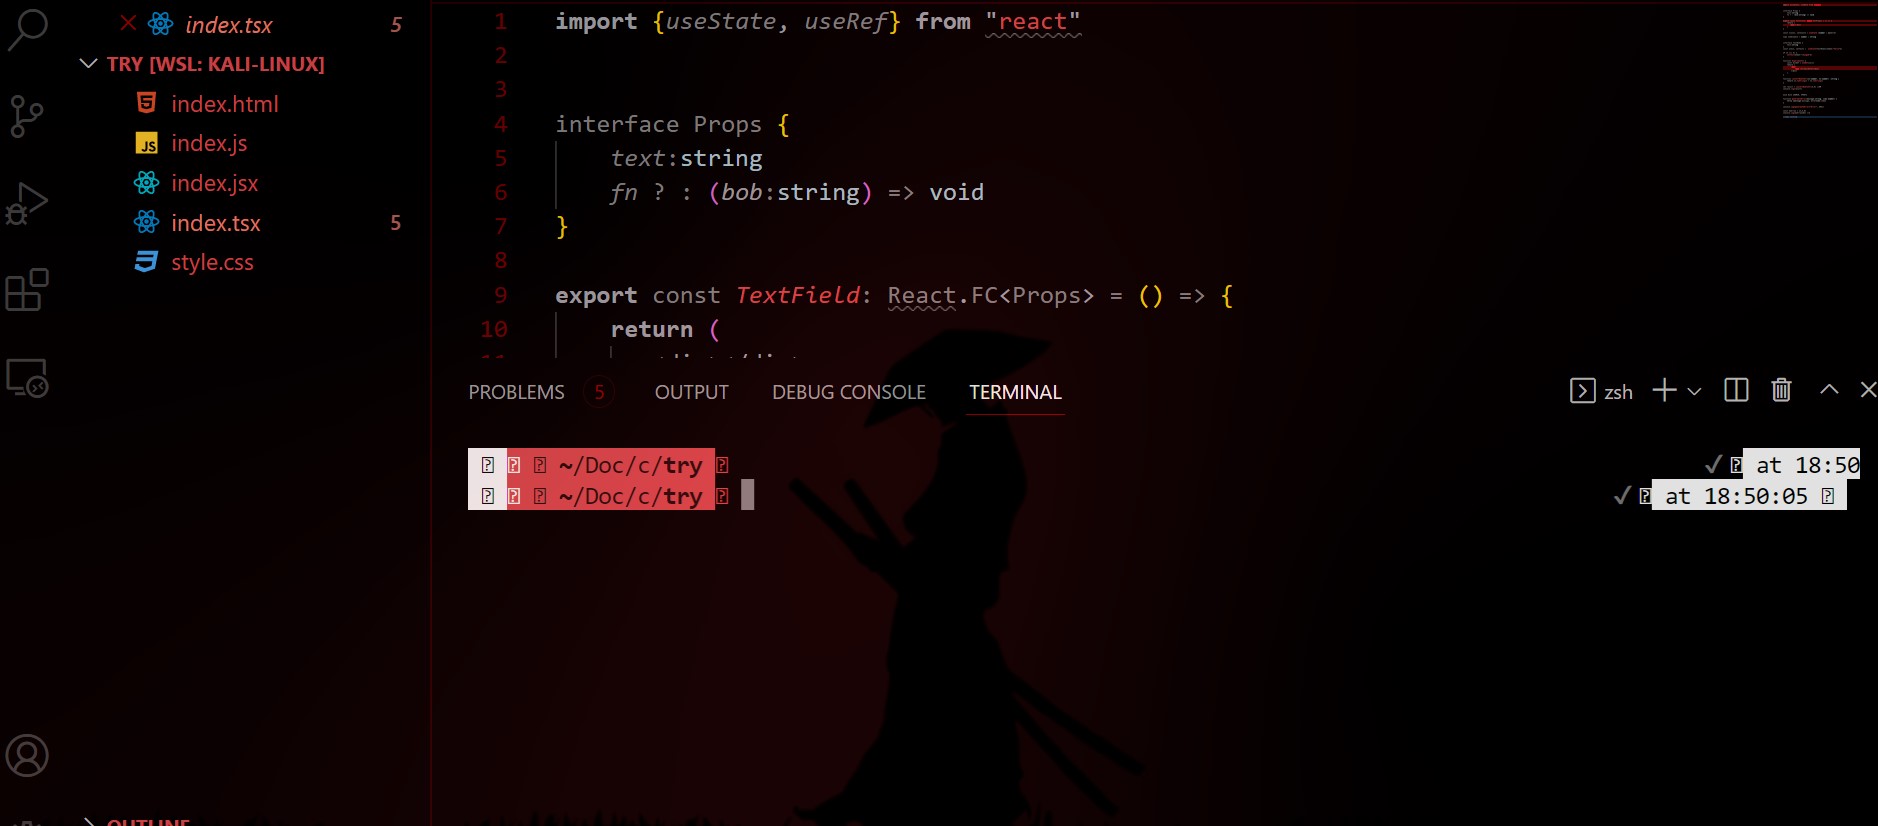 index.tsx 5
TRY [WSL: KALI-LINUX]
index.html
index.js
index.jsx
index.tsx 5
style.css
OUTLINE
1 import {useState, useRef} from "react"
2
3
4 interface Props {
5 text:string
6 fn ? : (bob:string) => void
7 }
8
9 export const TextField: React.FC<Props> = () => {
10 return (
11
PROBLEMS 5 OUTPUT DEBUG CONSOLE TERMINAL zsh
~/Doc/c/try ✓ at 18:50
~/Doc/c/try ✓ at 18:50:05